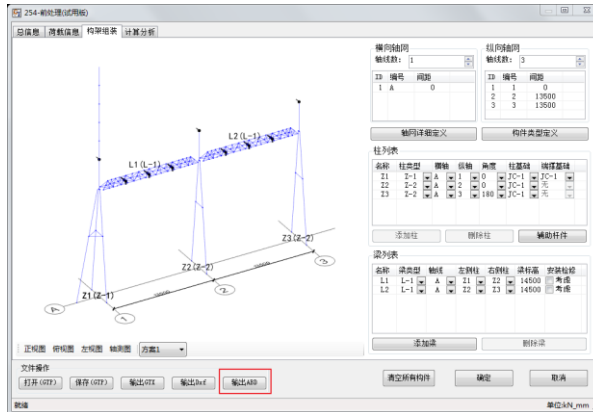 254-前处理(试用版)
总信息 荷载信息 构架组装 计算分析
横向轴网
轴线数: 1
ID 编号 间距
1 A 0
纵向轴网
轴线数: 3
ID 编号 间距
1 1 0
2 2 13500
3 3 13500
轴网详细定义 构件类型定义
柱列表
名称 柱类型 横轴 纵轴 角度 柱基础 端撑基础
Z1 Z-1 A 1 0 JC-1 JC-1
Z2 Z-2 A 2 0 JC-1 无
Z3 Z-2 A 3 180 JC-1 无
添加柱 删除柱 辅助杆件
梁列表
名称 梁类型 轴线 左侧柱 右侧柱 梁标高 安装检修
L1 L-1 A Z1 Z2 14500 考虑
L2 L-1 A Z2 Z3 14500 考虑
添加梁 删除梁
L2(L-1)
L1(L-1)
Z3(Z-2)
Z2(Z-2)
Z1(Z-1)
A
1
2
3
正视图 俯视图 左视图 轴测图 方案1
文件操作
打开(GTP) 保存(GTP) 输出GTX 输出Dxf 输出AXD
清空所有构件 确定 取消
就绪
单位:kN_mm